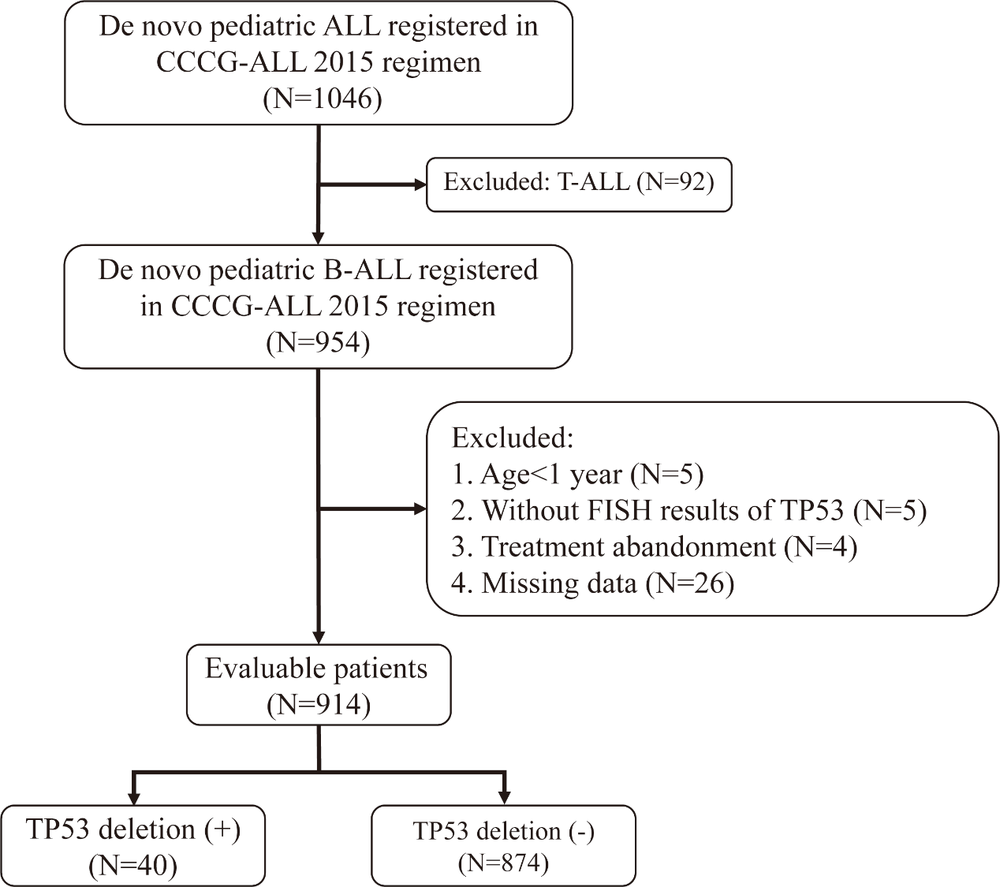 De novo pediatric ALL registered in
CCCG-ALL 2015 regimen
(N=1046)
Excluded: T-ALL (N=92)
De novo pediatric B-ALL registered
in CCCG-ALL 2015 regimen
(N=954)
Excluded:
1. Age<1 year (N=5)
2. Without FISH results of TP53 (N=5)
3. Treatment abandonment (N=4)
4. Missing data (N=26)
Evaluable patients
(N=914)
TP53 deletion (+)
(N=40)
TP53 deletion (-)
(N=874)